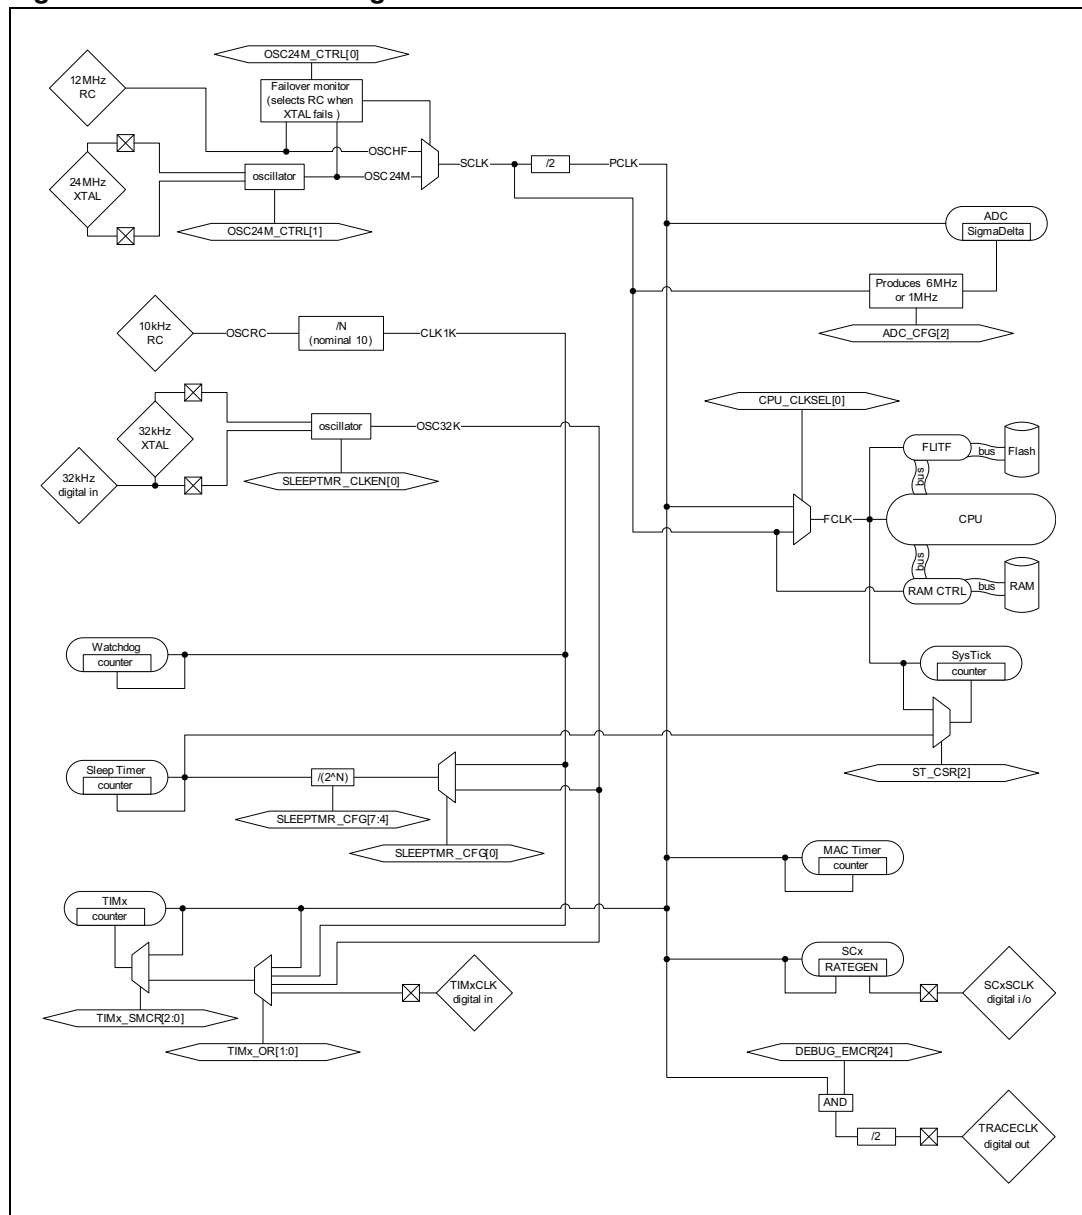 OSC24M_CTRL[0]
12MHz
RC
Failover monitor
(selects RC when
XTAL fails )
OSCHF
SCLK
/2
PCLK
24MHz
XTAL
oscillator
OSC24M
OSC24M_CTRL[1]
ADC
SigmaDelta
Produces 6MHz
or 1MHz
ADC_CFG[2]
10kHz
RC
OSCRC
/N
(nominal 10)
CLK1K
CPU_CLKSEL[0]
32kHz
XTAL
oscillator
OSC32K
32kHz
digital in
SLEEPTMR_CLKEN[0]
FLITF
bus
Flash
bus
FCLK
CPU
bus
RAM CTRL
bus
RAM
Watchdog
counter
SysTick
counter
Sleep Timer
counter
/(2^N)
ST_CSR[2]
SLEEPTMR_CFG[7:4]
SLEEPTMR_CFG[0]
MAC Timer
counter
TIMx
counter
SCx
RATEGEN
TIMxCLK
digital in
SCxSCLK
digital i/o
TIMx_SMCR[2:0]
TIMx_OR[1:0]
DEBUG_EMCR[24]
AND
/2
TRACECLK
digital out